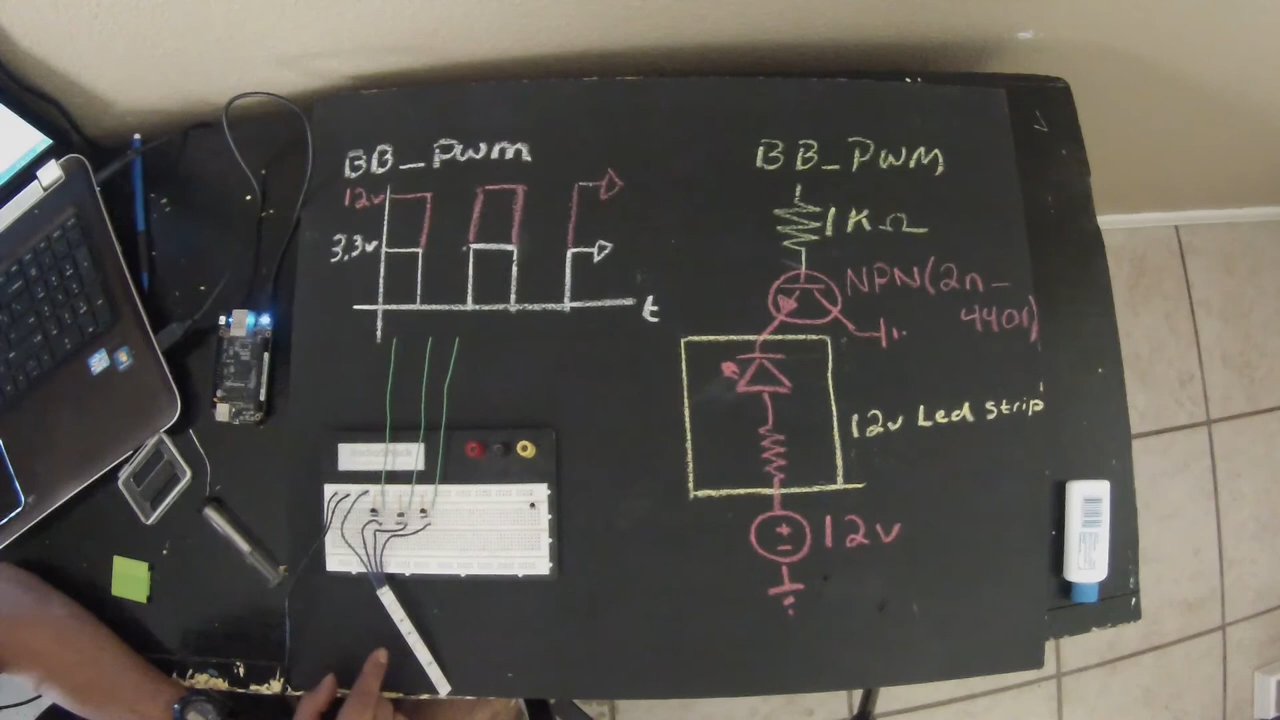 BB_Pwm
12v
3.3v
t
BB_PWM
1KΩ
NPN(2n-
4401)
12v Led strip
12v